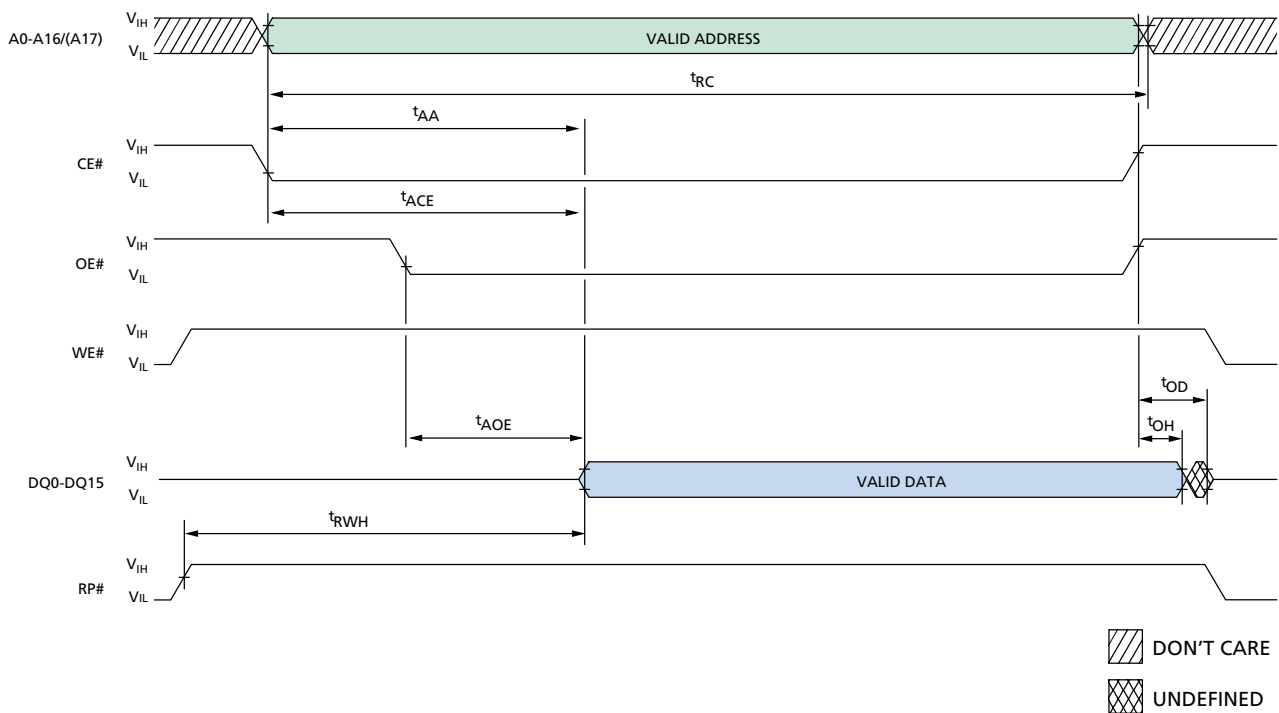 A0-A16/(A17)
VIH
VIL
VALID ADDRESS
tRC
tAA
CE#
VIH
VIL
tACE
OE#
VIH
VIL
WE#
VIH
VIL
tOD
tAOE
tOH
DQ0-DQ15
VIH
VIL
VALID DATA
tRWH
RP#
VIH
VIL
DON'T CARE
UNDEFINED